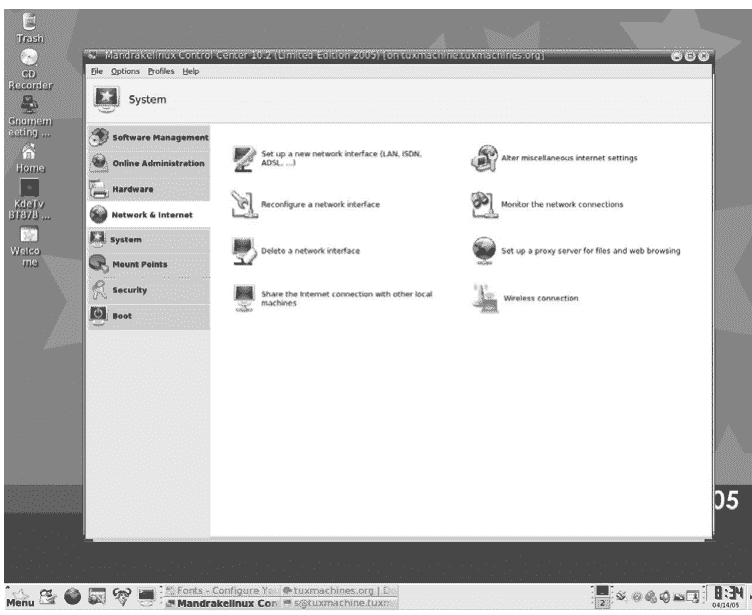 Trash
CD
Recorder
Gnomem
eeting ...
Home
KdeTv
BT878 ...
Welco
me
Mandrakelinux Control Center 10.2 (Limited Edition 2005) [on tuxmachine.tuxmachines.org]
File Options Profiles Help
System
Software Management
Online Administration
Hardware
Network & Internet
System
Mount Points
Security
Boot
Set up a new network interface (LAN, ISDN,
ADSL, ...)
Alter miscellaneous internet settings
Reconfigure a network interface
Monitor the network connections
Delete a network interface
Set up a proxy server for files and web browsing
Share the Internet connection with other local
machines
Wireless connection
05
Menu
Fonts - Configure You
tuxmachines.org | Do
Mandrakelinux Con
s@tuxmachine.tuxm
2
8:34
04/14/05